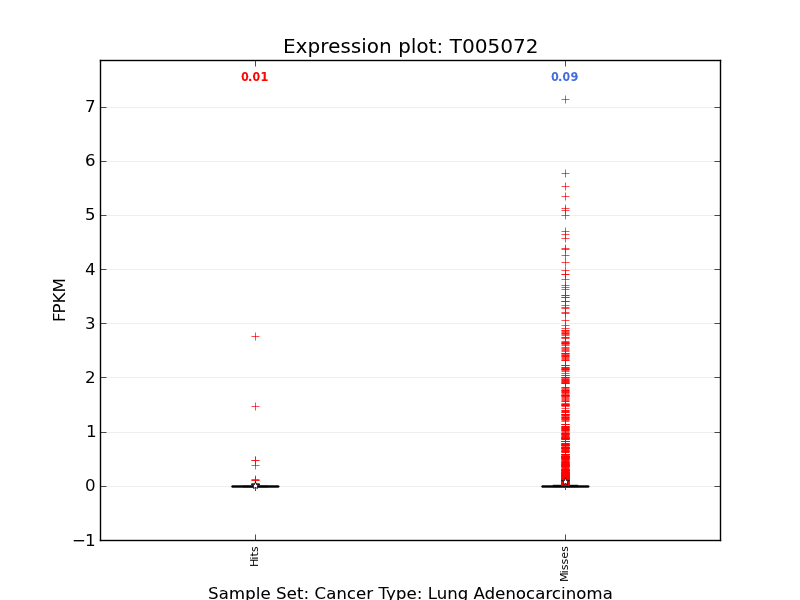 Expression plot: T005072
0.01
0.09
7
6
5
4
3
2
1
0
−1
FPKM
Hits
Misses
Sample Set: Cancer Type: Lung Adenocarcinoma